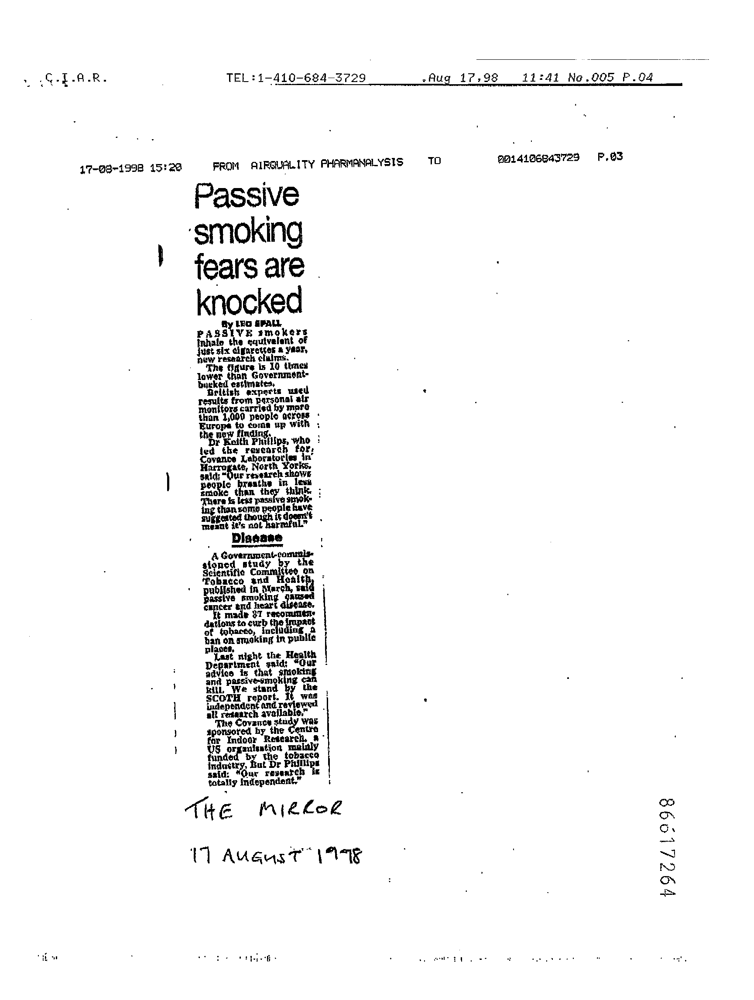 C.I.A.R. TEL:1-410-684-3729 Aug 17,98 11:41 No.005 P.04
17-08-1998 15:20 FROM AIRQUALITY PHARMANALYSIS TO 0014106843729 P.03
Passive
smoking
fears are
knocked
By LEO SPALL
PASSIVE smokers
inhale the equivalent of
just six cigarettes a year,
new research claims.
The figure is 10 times
lower than Government-
backed estimates.
British experts used
results from personal air
monitors carried by more
than 1,000 people across
Europe to come up with
the new finding.
Dr Keith Phillips, who
led the research for
Covance Laboratories in
Harrogate, North Yorks,
said: "Our research shows
people breathe in less
smoke than they think.
There is less passive smok-
ing than some people have
suggested though it doesn't
meant it's not harmful."
Disease
A Government-commis-
sioned study by the
Scientific Committee on
Tobacco and Health,
published in March, said
passive smoking caused
cancer and heart disease.
It made 37 recommen-
dations to curb the impact
of tobacco, including a
ban on smoking in public
places.
Last night the Health
Department said: "Our
advice is that smoking
and passive-smoking can
kill. We stand by the
SCOTH report. It was
independent and reviewed
all research available."
The Covance study was
sponsored by the Centre
for Indoor Research, a
US organisation mainly
funded by the tobacco
industry. But Dr Phillips
said: "Our research is
totally independent."
THE MIRROR
17 AUGUST 1998
86617264